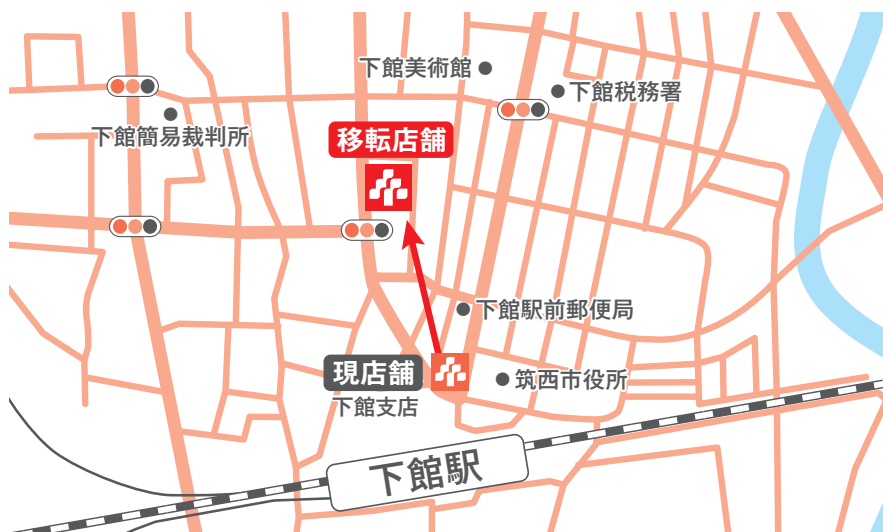 下館美術館
下館税務署
下館簡易裁判所
移転店舗
下館駅前郵便局
現店舗
筑西市役所
下館支店
下館駅